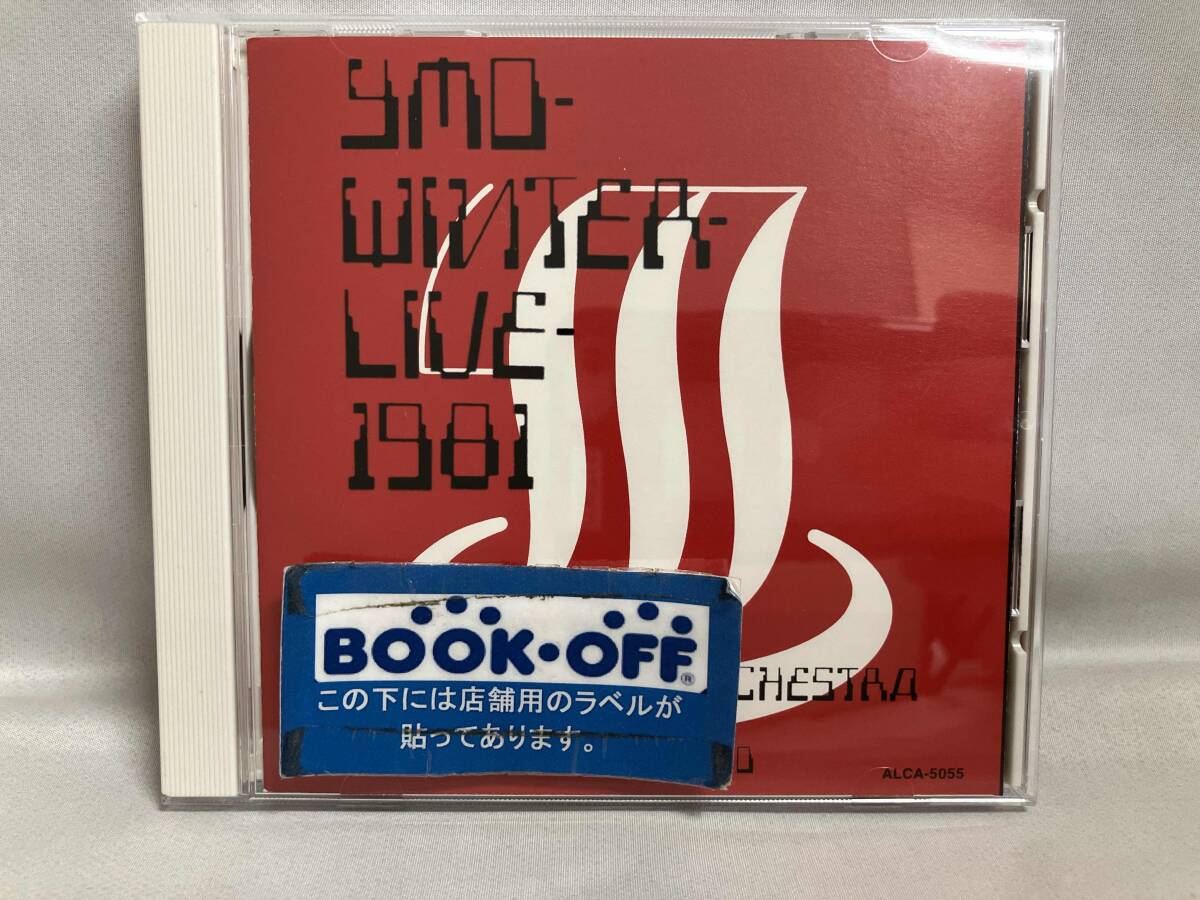 YMO-
WINTER-
LIVE-
1981
BOOK・OFF®
CHESTRA
この下には店舗用のラベルが
貼ってあります。
ALCA-5055